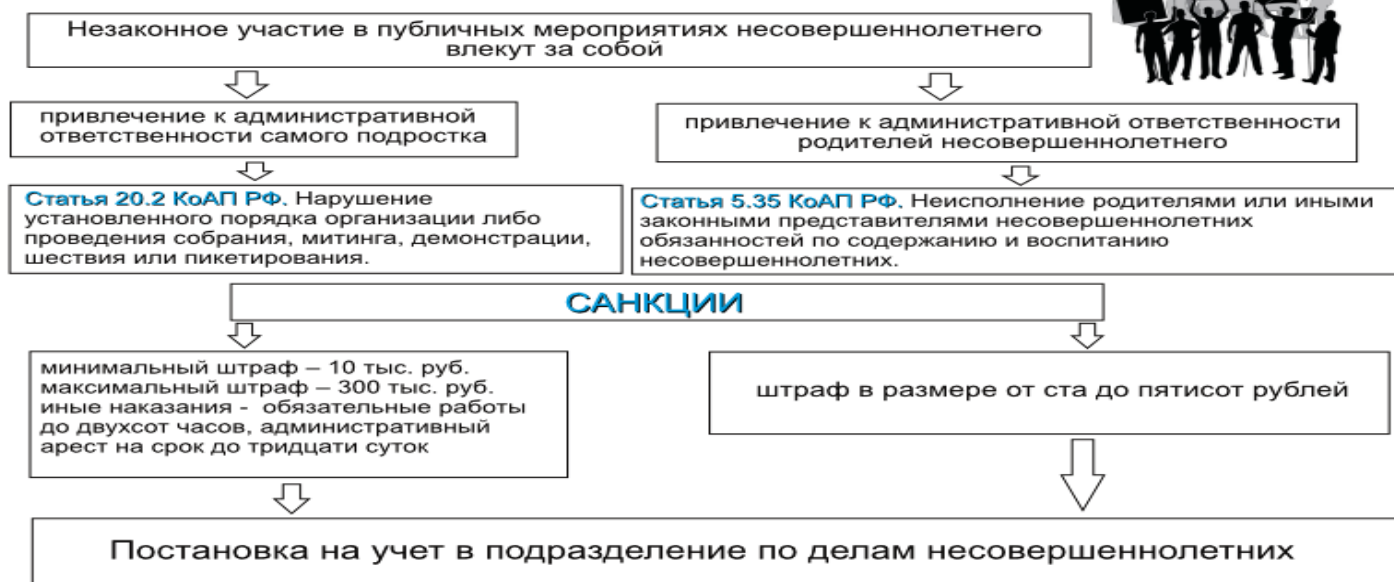 Незаконное участие в публичных мероприятиях несовершеннолетнего
влекут за собой
привлечение к административной
ответственности самого подростка
привлечение к административной ответственности
родителей несовершеннолетнего
Статья 20.2 КоАП РФ. Нарушение
установленного порядка организации либо
проведения собрания, митинга, демонстрации,
шествия или пикетирования.
Статья 5.35 КоАП РФ. Неисполнение родителями или иными
законными представителями несовершеннолетних
обязанностей по содержанию и воспитанию
несовершеннолетних.
САНКЦИИ
минимальный штраф – 10 тыс. руб.
максимальный штраф – 300 тыс. руб.
иные наказания - обязательные работы
до двухсот часов, административный
арест на срок до тридцати суток
штраф в размере от ста до пятисот рублей
Постановка на учет в подразделение по делам несовершеннолетних